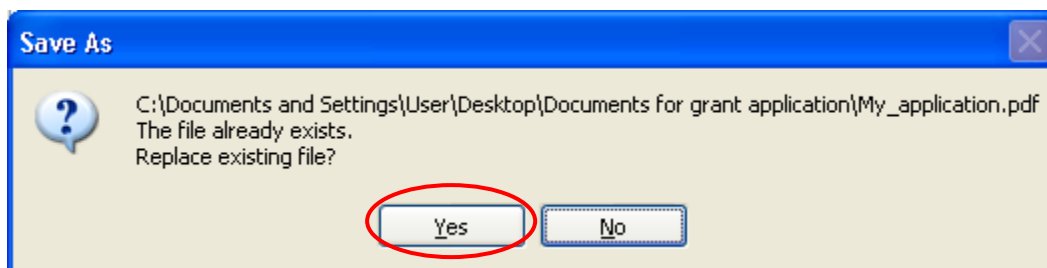 Save As
C:\Documents and Settings\User\Desktop\Documents for grant application\My_application.pdf
The file already exists.
Replace existing file?
Yes No